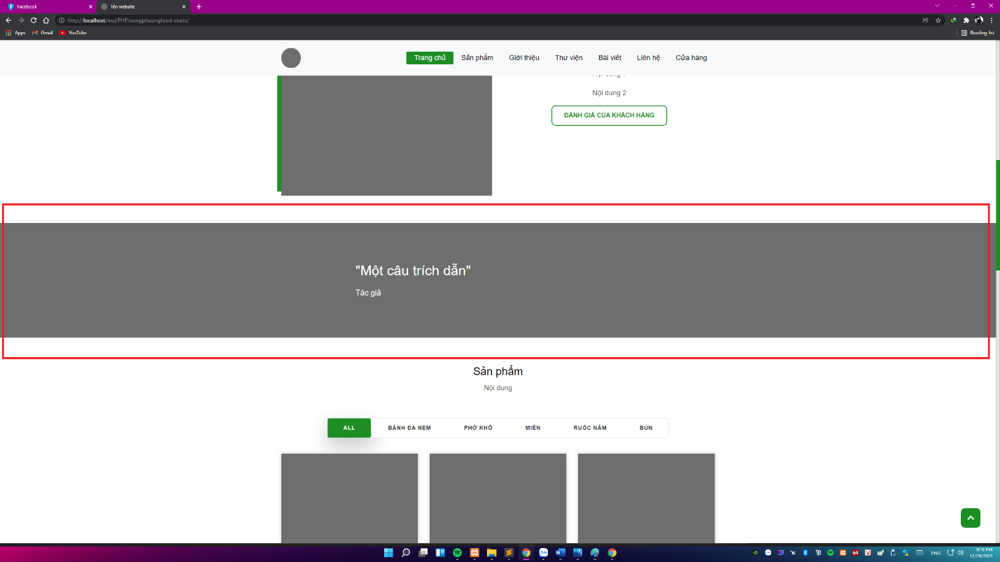 Facebook
Tên website
http://localhost/msi/PHP/songphuongfood-static/
Apps
Gmail
YouTube
Reading list
Trang chủ
Sản phẩm
Giới thiệu
Thư viện
Bài viết
Liên hệ
Cửa hàng
Nội dung 2
ĐÁNH GIÁ CỦA KHÁCH HÀNG
"Một câu trích dẫn"
Tác giả
Sản phẩm
Nội dung
ALL
BÁNH ĐA NEM
PHỞ KHÔ
MIẾN
RUỐC NẤM
BÚN
Zalo
64
ENG
9:16 PM
12/29/2021